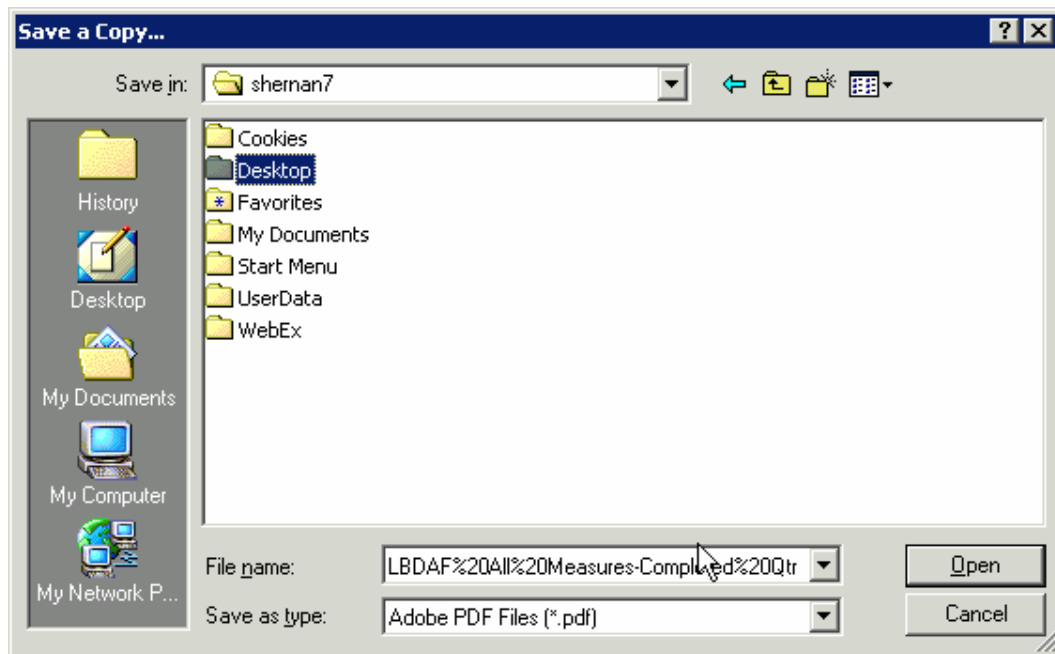 Save a Copy...
Save in: shernan7
Cookies
Desktop
Favorites
My Documents
Start Menu
UserData
WebEx
History
Desktop
My Documents
My Computer
My Network P...
File name: LBDAF%20All%20Measures-Compl ed%20Qtr
Open
Save as type: Adobe PDF Files (*.pdf)
Cancel